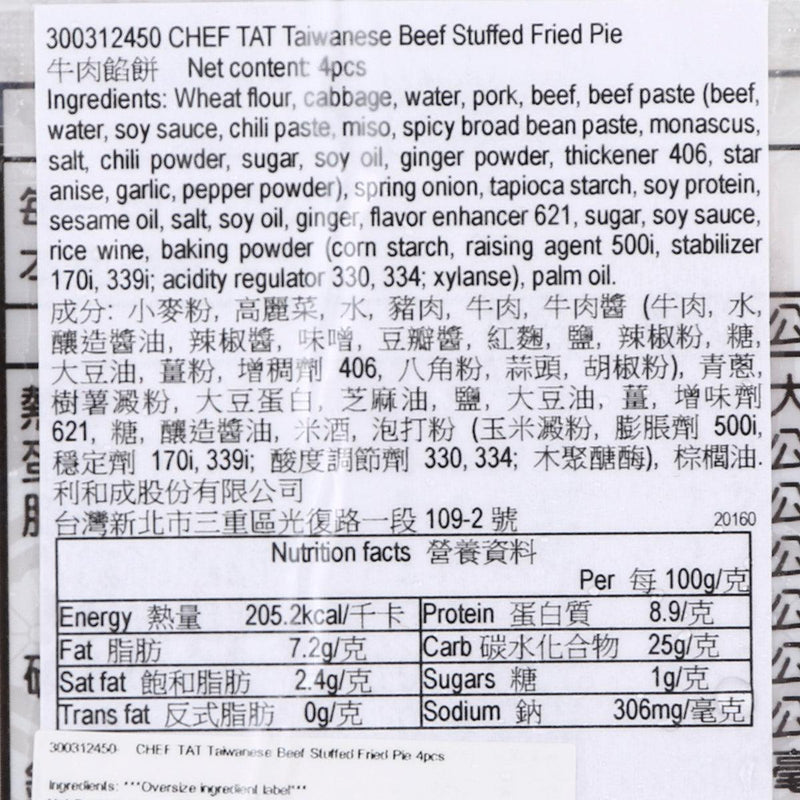 300312450 CHEF TAT Taiwanese Beef Stuffed Fried Pie
牛肉餡餅 Net content: 4pcs
Ingredients: Wheat flour, cabbage, water, pork, beef, beef paste (beef,
water, soy sauce, chili paste, miso, spicy broad bean paste, monascus,
salt, chili powder, sugar, soy oil, ginger powder, thickener 406, star
anise, garlic, pepper powder), spring onion, tapioca starch, soy protein,
sesame oil, salt, soy oil, ginger, flavor enhancer 621, sugar, soy sauce,
rice wine, baking powder (corn starch, raising agent 500i, stabilizer
170i, 339i; acidity regulator 330, 334; xylanse), palm oil.
成分: 小麥粉, 高麗菜, 水, 豬肉, 牛肉, 牛肉醬 (牛肉, 水,
釀造醬油, 辣椒醬, 味噌, 豆瓣醬, 紅麴, 鹽, 辣椒粉, 糖,
大豆油, 薑粉, 增稠劑 406, 八角粉, 蒜頭, 胡椒粉), 青蔥,
樹薯澱粉, 大豆蛋白, 芝麻油, 鹽, 大豆油, 薑, 增味劑
621, 糖, 釀造醬油, 米酒, 泡打粉 (玉米澱粉, 膨脹劑 500i,
穩定劑 170i, 339i; 酸度調節劑 330, 334; 木聚醣酶), 棕櫚油.
利和成股份有限公司
台灣新北市三重區光復路一段 109-2 號 20160
Nutrition facts 營養資料
Per 每 100g/克
Energy 熱量 205.2kcal/千卡 Protein 蛋白質 8.9/克
Fat 脂肪 7.2g/克 Carb 碳水化合物 25g/克
Sat fat 飽和脂肪 2.4g/克 Sugars 糖 1g/克
Trans fat 反式脂肪 0g/克 Sodium 鈉 306mg/毫克
300312450- CHEF TAT Taiwanese Beef Stuffed Fried Pie 4pcs
Ingredients: ***Oversize ingredient label***